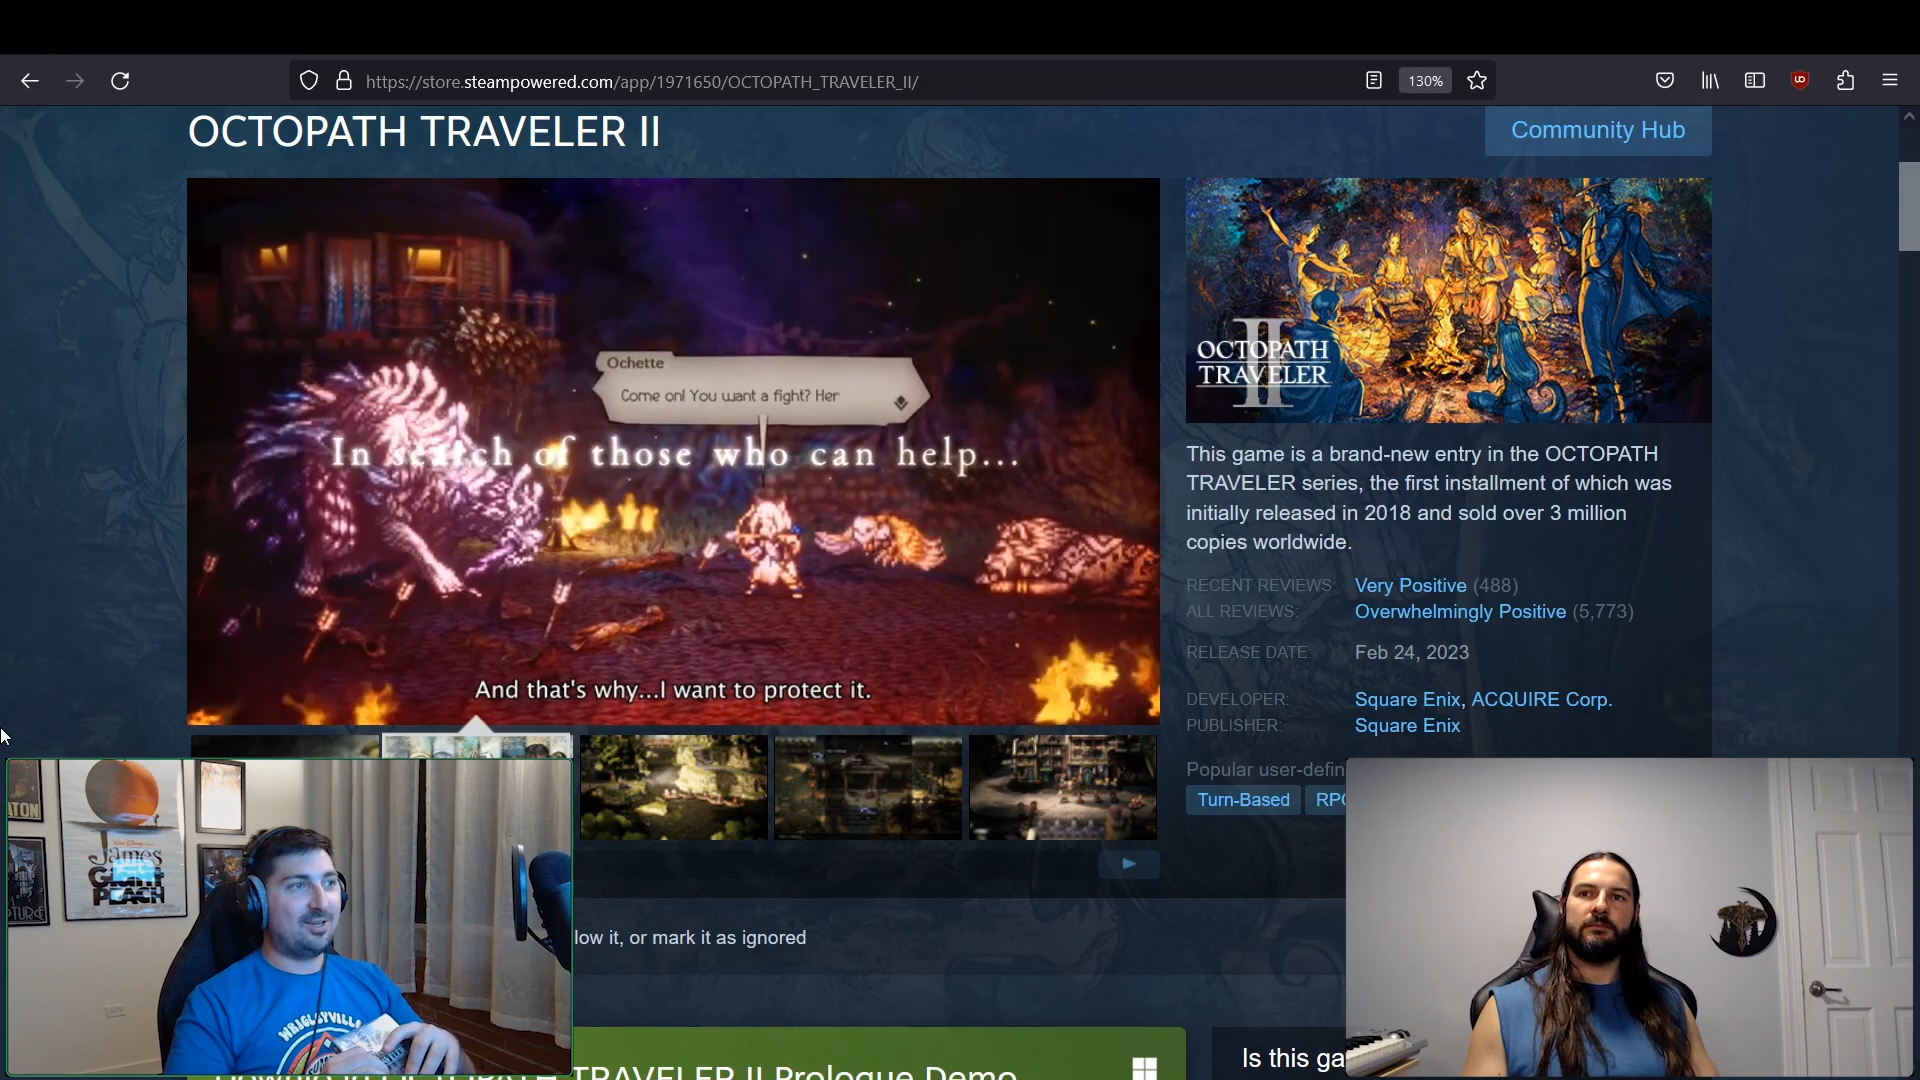 https://store.steampowered.com/app/1971650/OCTOPATH_TRAVELER_II/
130%
OCTOPATH TRAVELER II
Community Hub
Ochette
Come on! You want a fight? Her
In search of those who can help...
And that's why...I want to protect it.
II
OCTOPATH
TRAVELER
This game is a brand-new entry in the OCTOPATH
TRAVELER series, the first installment of which was
initially released in 2018 and sold over 3 million
copies worldwide.
RECENT REVIEWS: Very Positive (488)
ALL REVIEWS: Overwhelmingly Positive (5,773)
RELEASE DATE: Feb 24, 2023
DEVELOPER: Square Enix, ACQUIRE Corp.
PUBLISHER: Square Enix
Popular user-defin
Turn-Based
RPG
low it, or mark it as ignored
James
PEACH
WRIGLEYVILLE
Download OCTOPATH TRAVELER II Prologue Demo
Is this ga